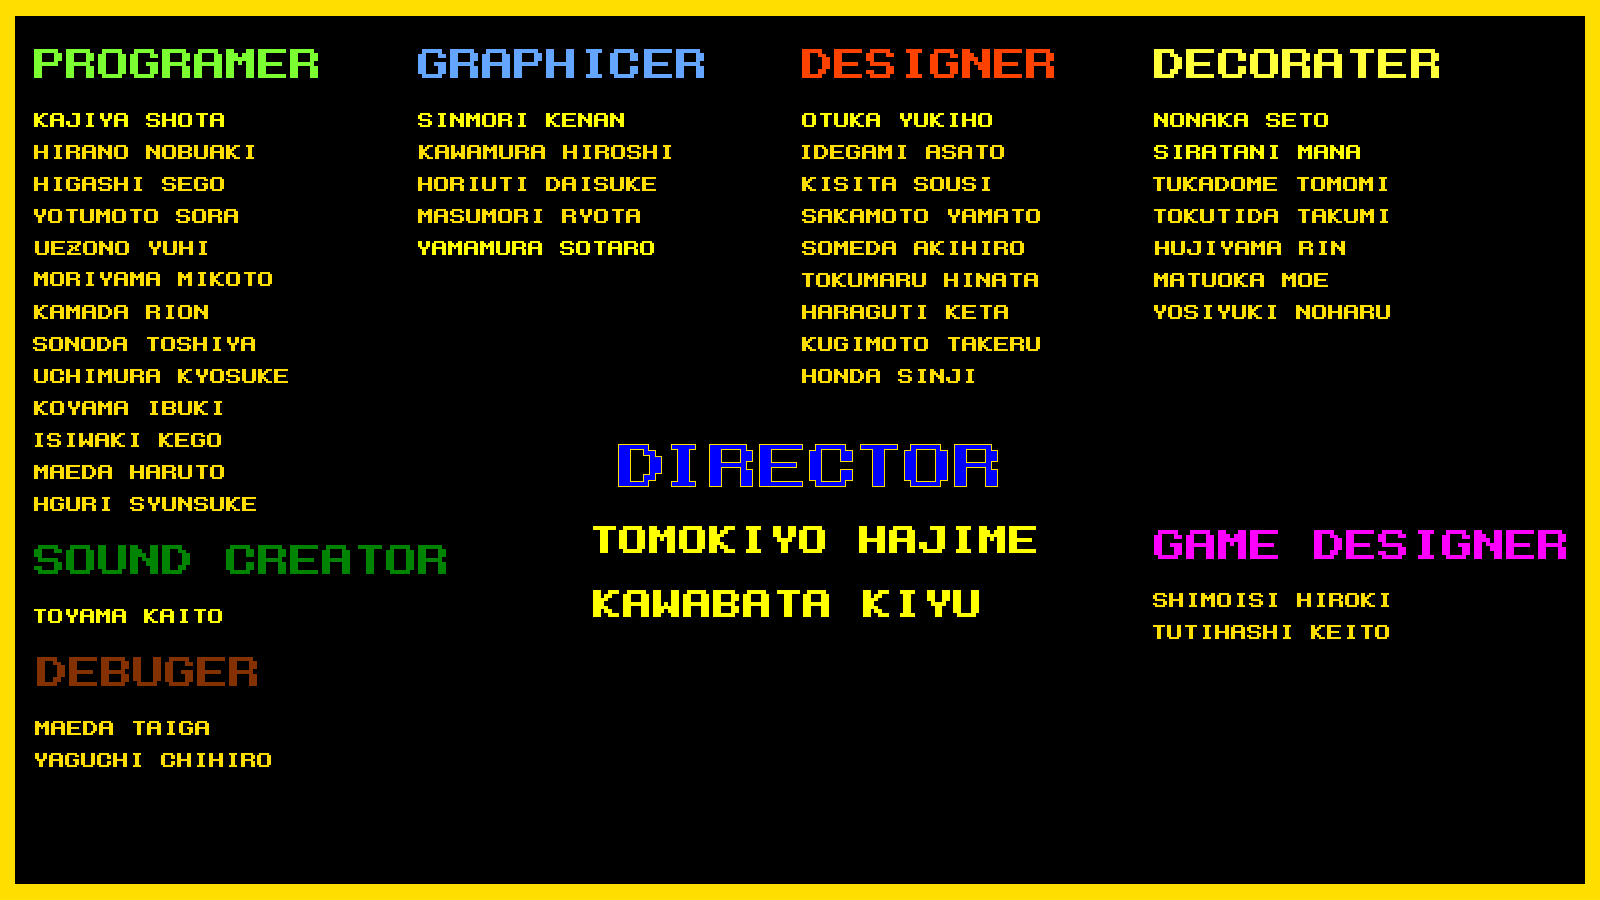 PROGRAMER
KAJIYA SHOTA
HIRANO NOBUAKI
HIGASHI SEGO
YOTUMOTO SORA
UEZONO YUHI
MORIYAMA MIKOTO
KAMADA RION
SONODA TOSHIYA
UCHIMURA KYOSUKE
KOYAMA IBUKI
ISIWAKI KEGO
MAEDA HARUTO
HGURI SYUNSUKE
SOUND CREATOR
TOYAMA KAITO
DEBUGER
MAEDA TAIGA
YAGUCHI CHIHIRO
GRAPHICER
SINMORI KENAN
KAWAMURA HIROSHI
HORIUTI DAISUKE
MASUMORI RYOTA
YAMAMURA SOTARO
DESIGNER
OTUKA YUKIHO
IDEGAMI ASATO
KISITA SOUSI
SAKAMOTO YAMATO
SOMEDA AKIHIRO
TOKUMARU HINATA
HARAGUTI KETA
KUGIMOTO TAKERU
HONDA SINJI
DIRECTOR
TOMOKIYO HAJIME
KAWABATA KIYU
DECORATER
NONAKA SETO
SIRATANI MANA
TUKADOME TOMOMI
TOKUTIDA TAKUMI
HUJIYAMA RIN
MATUOKA MOE
YOSIYUKI NOHARU
GAME DESIGNER
SHIMOISI HIROKI
TUTIHASHI KEITO